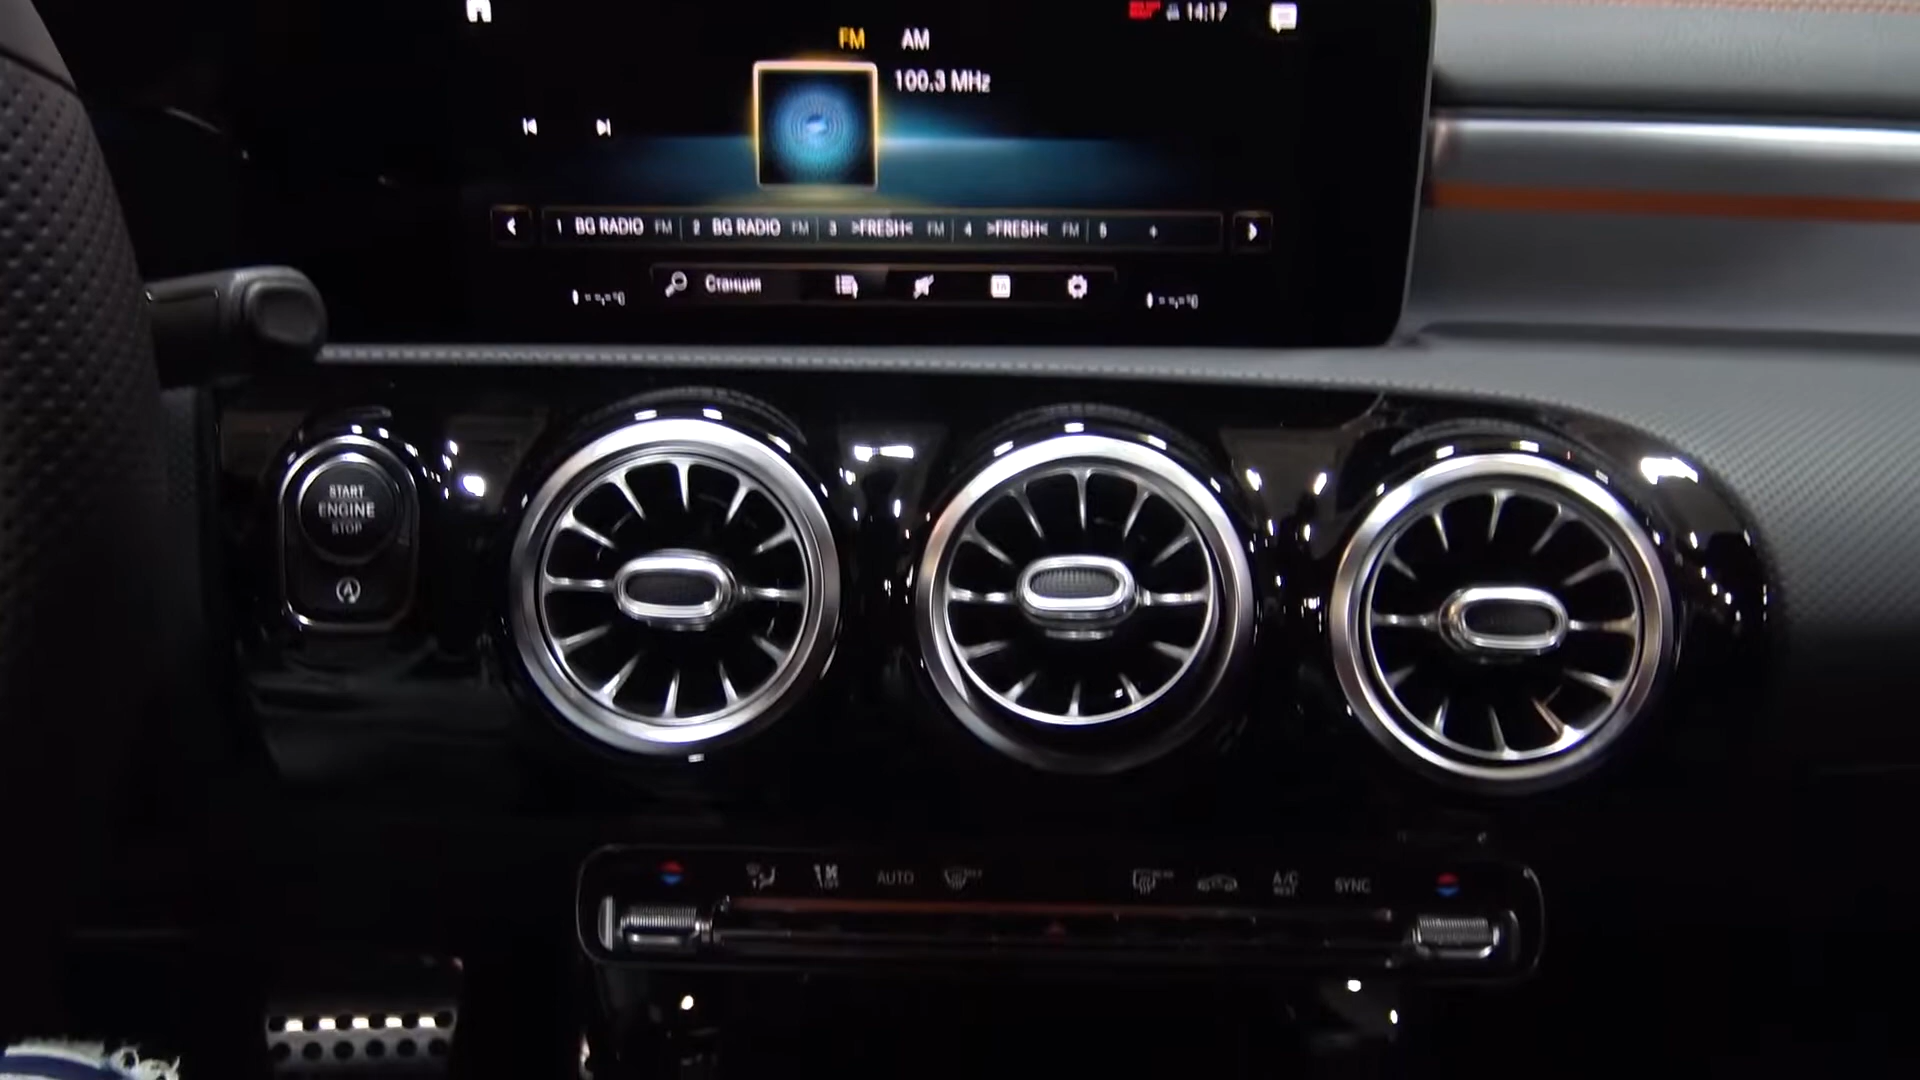 14:17
FM AM
100.3 MHz
1 BG RADIO FM 2 BG RADIO FM 3 >FRESH< FM 4 >FRESH< FM 5 +
Станция
START
ENGINE
STOP
A
AUTO A/C SYNC